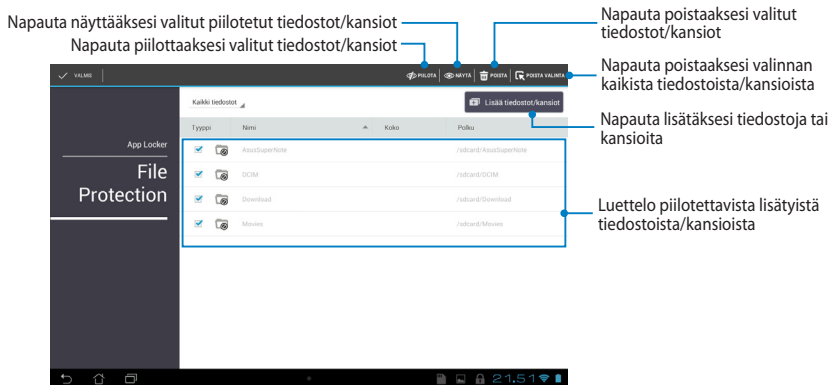 Napauta näyttääksesi valitut piilotetut tiedostot/kansiot
Napauta piilottaaksesi valitut tiedostot/kansiot
Napauta poistaaksesi valitut
tiedostot/kansiot
Napauta poistaaksesi valinnan
kaikista tiedostoista/kansioista
Napauta lisätäksesi tiedostoja tai
kansioita
Luettelo piilotettavista lisätyistä
tiedostoista/kansioista
VALMIS
PIILOTA
NÄYTÄ
POISTA
POISTA VALINTA
Kaikki tiedostot
Lisää tiedostot/kansiot
Tyyppi Nimi Koko Polku
App Locker
File
Protection
AsusSuperNote /sdcard/AsusSuperNote
DCIM /sdcard/DCIM
Download /sdcard/Download
Movies /sdcard/Movies
21.51